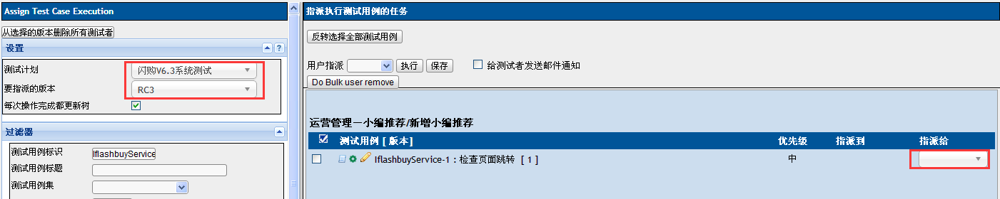 Assign Test Case Execution
从选择的版本删除所有测试者
设置
?
测试计划
闪购V6.3系统测试
要指派的版本
RC3
每次操作完成都更新树
过滤器
测试用例标识
IflashbuyService
测试用例标题
测试用例集
指派执行测试用例的任务
反转选择全部测试用例
用户指派 执行 保存 给测试者发送邮件通知
Do Bulk user remove
运营管理－小编推荐/新增小编推荐
测试用例 [ 版本] 优先级 指派到 指派给
IflashbuyService-1：检查页面跳转 [ 1 ] 中